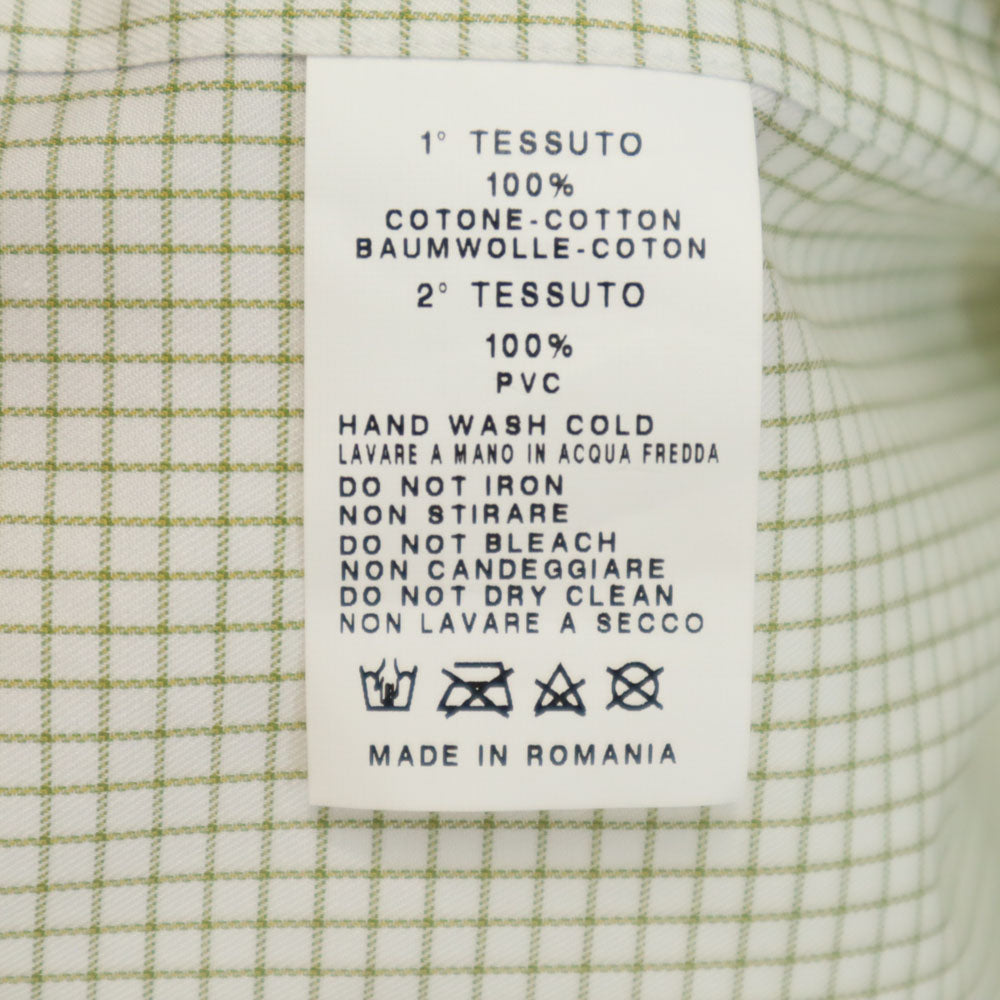 1° TESSUTO
100%
COTONE-COTTON
BAUMWOLLE-COTON
2° TESSUTO
100%
PVC
HAND WASH COLD
LAVARE A MANO IN ACQUA FREDDA
DO NOT IRON
NON STIRARE
DO NOT BLEACH
NON CANDEGGIARE
DO NOT DRY CLEAN
NON LAVARE A SECCO
MADE IN ROMANIA